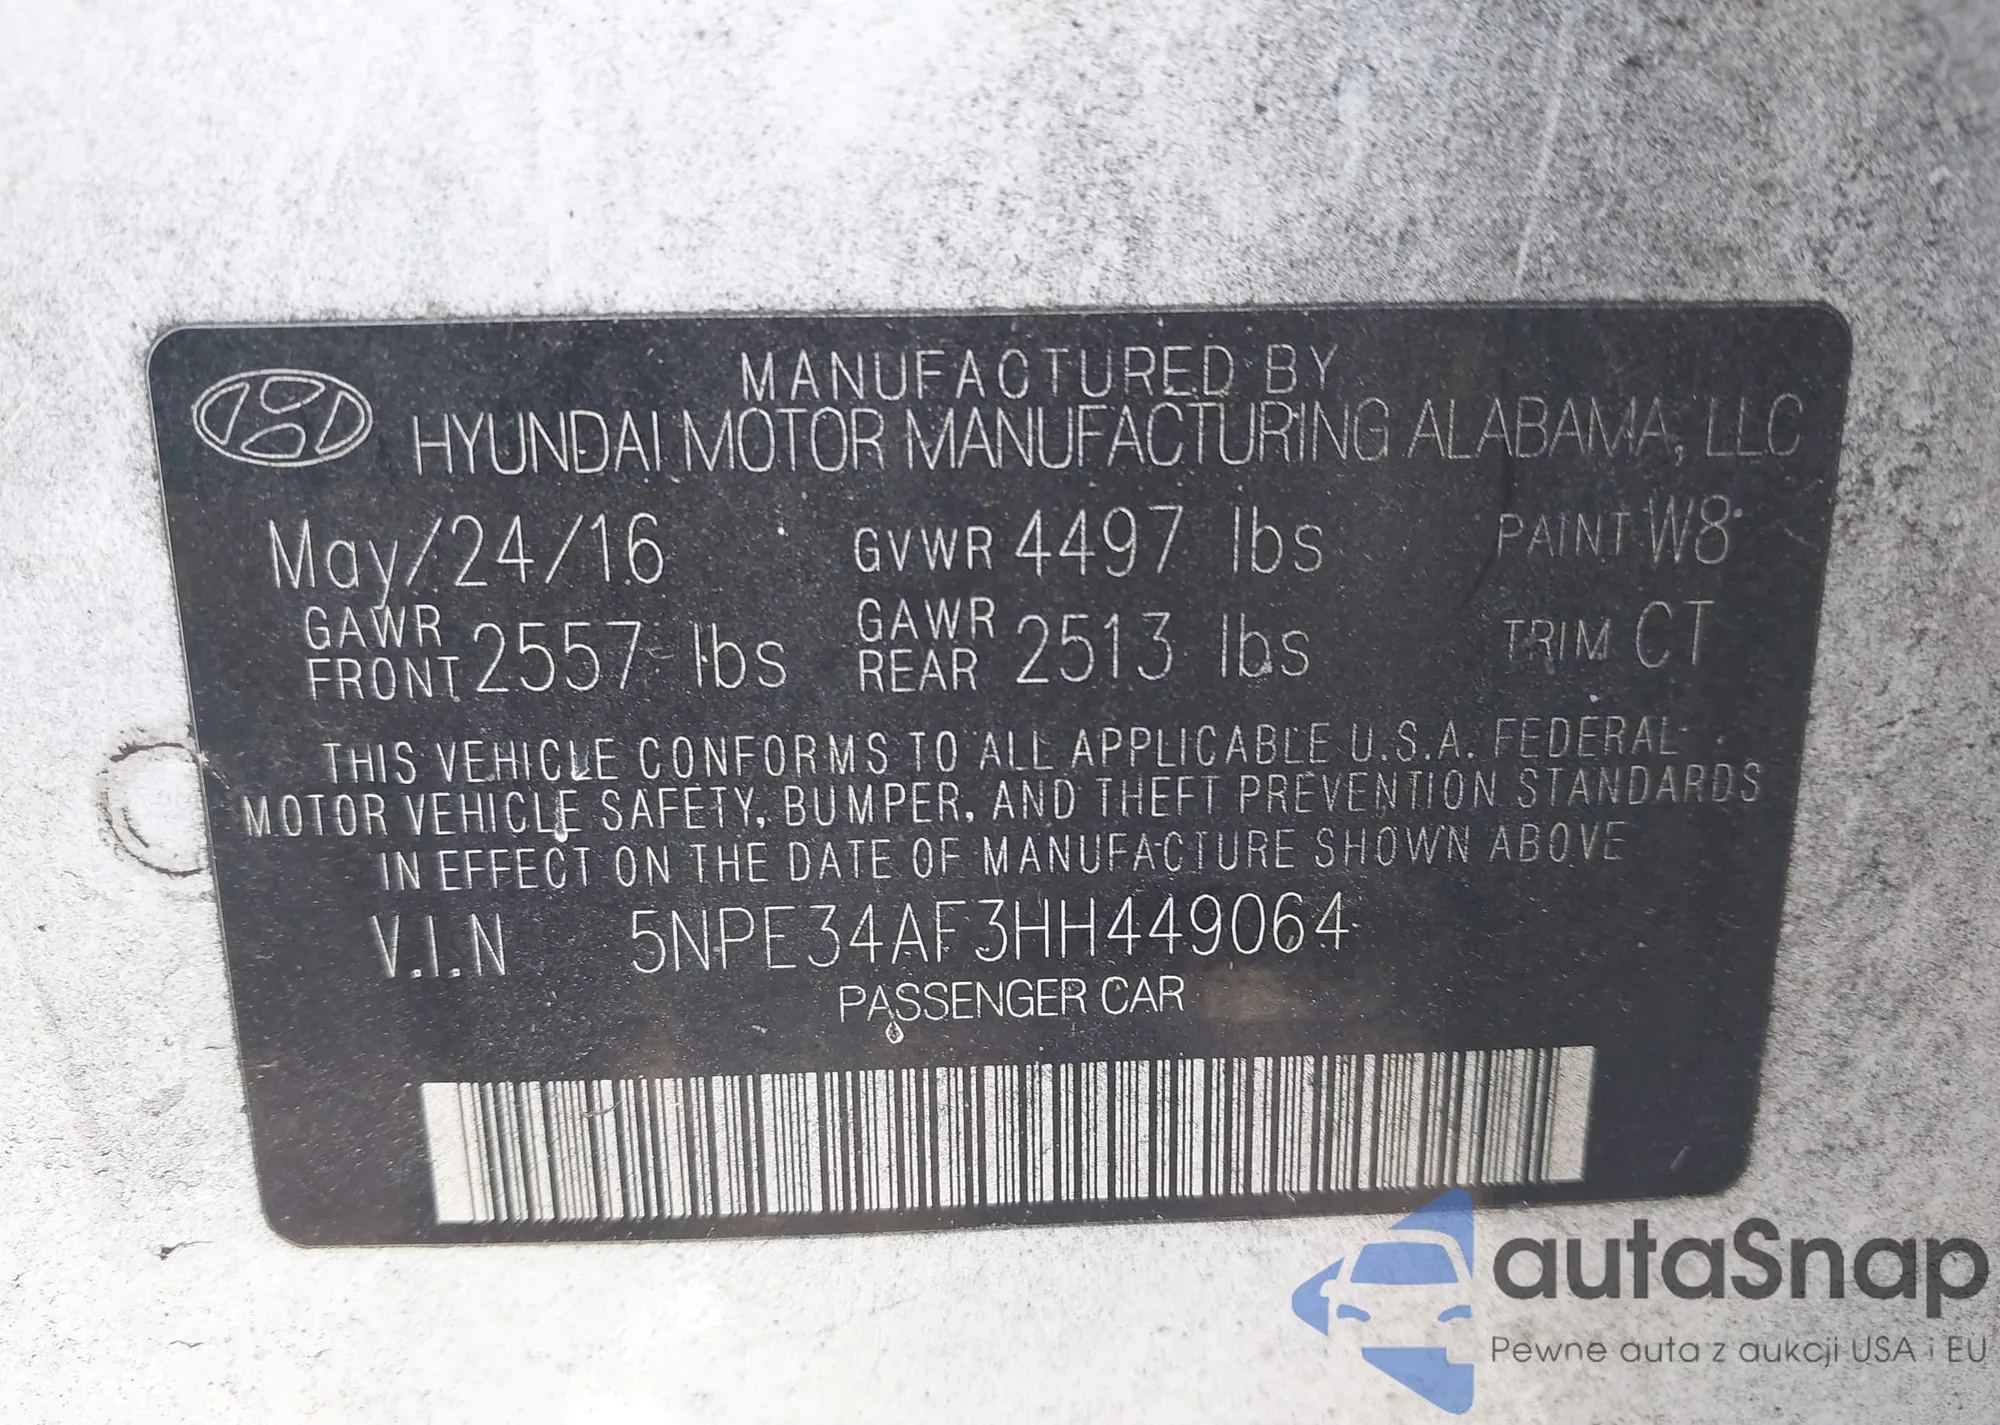 MANUFACTURED BY
HYUNDAI MOTOR MANUFACTURING ALABAMA, LLC
May/24/16 GVWR 4497 lbs PAINT W8
GAWR FRONT 2557 lbs GAWR REAR 2513 lbs TRIM CT
THIS VEHICLE CONFORMS TO ALL APPLICABLE U.S.A. FEDERAL
MOTOR VEHICLE SAFETY, BUMPER, AND THEFT PREVENTION STANDARDS
IN EFFECT ON THE DATE OF MANUFACTURE SHOWN ABOVE
V.I.N 5NPE34AF3HH449064
PASSENGER CAR
autaSnap
Pewne auta z aukcji USA i EU